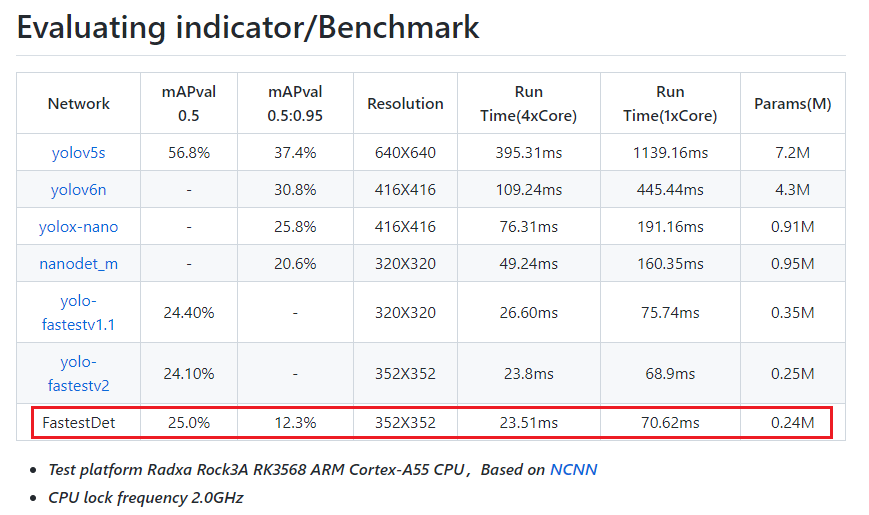 Evaluating indicator/Benchmark
Network mAPval 0.5 mAPval 0.5:0.95 Resolution Run Time(4xCore) Run Time(1xCore) Params(M)
yolov5s 56.8% 37.4% 640X640 395.31ms 1139.16ms 7.2M
yolov6n - 30.8% 416X416 109.24ms 445.44ms 4.3M
yolox-nano - 25.8% 416X416 76.31ms 191.16ms 0.91M
nanodet_m - 20.6% 320X320 49.24ms 160.35ms 0.95M
yolo-fastestv1.1 24.40% - 320X320 26.60ms 75.74ms 0.35M
yolo-fastestv2 24.10% - 352X352 23.8ms 68.9ms 0.25M
FastestDet 25.0% 12.3% 352X352 23.51ms 70.62ms 0.24M
• Test platform Radxa Rock3A RK3568 ARM Cortex-A55 CPU，Based on NCNN
• CPU lock frequency 2.0GHz